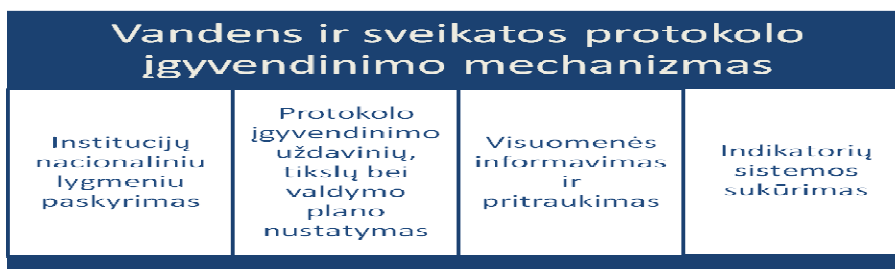 Vandens ir sveikatos protokolo
įgyvendinimo mechanizmas
Institucijų
nacionaliniu
lygmeniu
paskyrimas
Protokolo
įgyvendinimo
uždavinių,
tikslų bei
valdymo
plano
nustatymas
Visuomenės
informavimas
ir
pritraukimas
Indikatorių
sistemos
sukūrimas